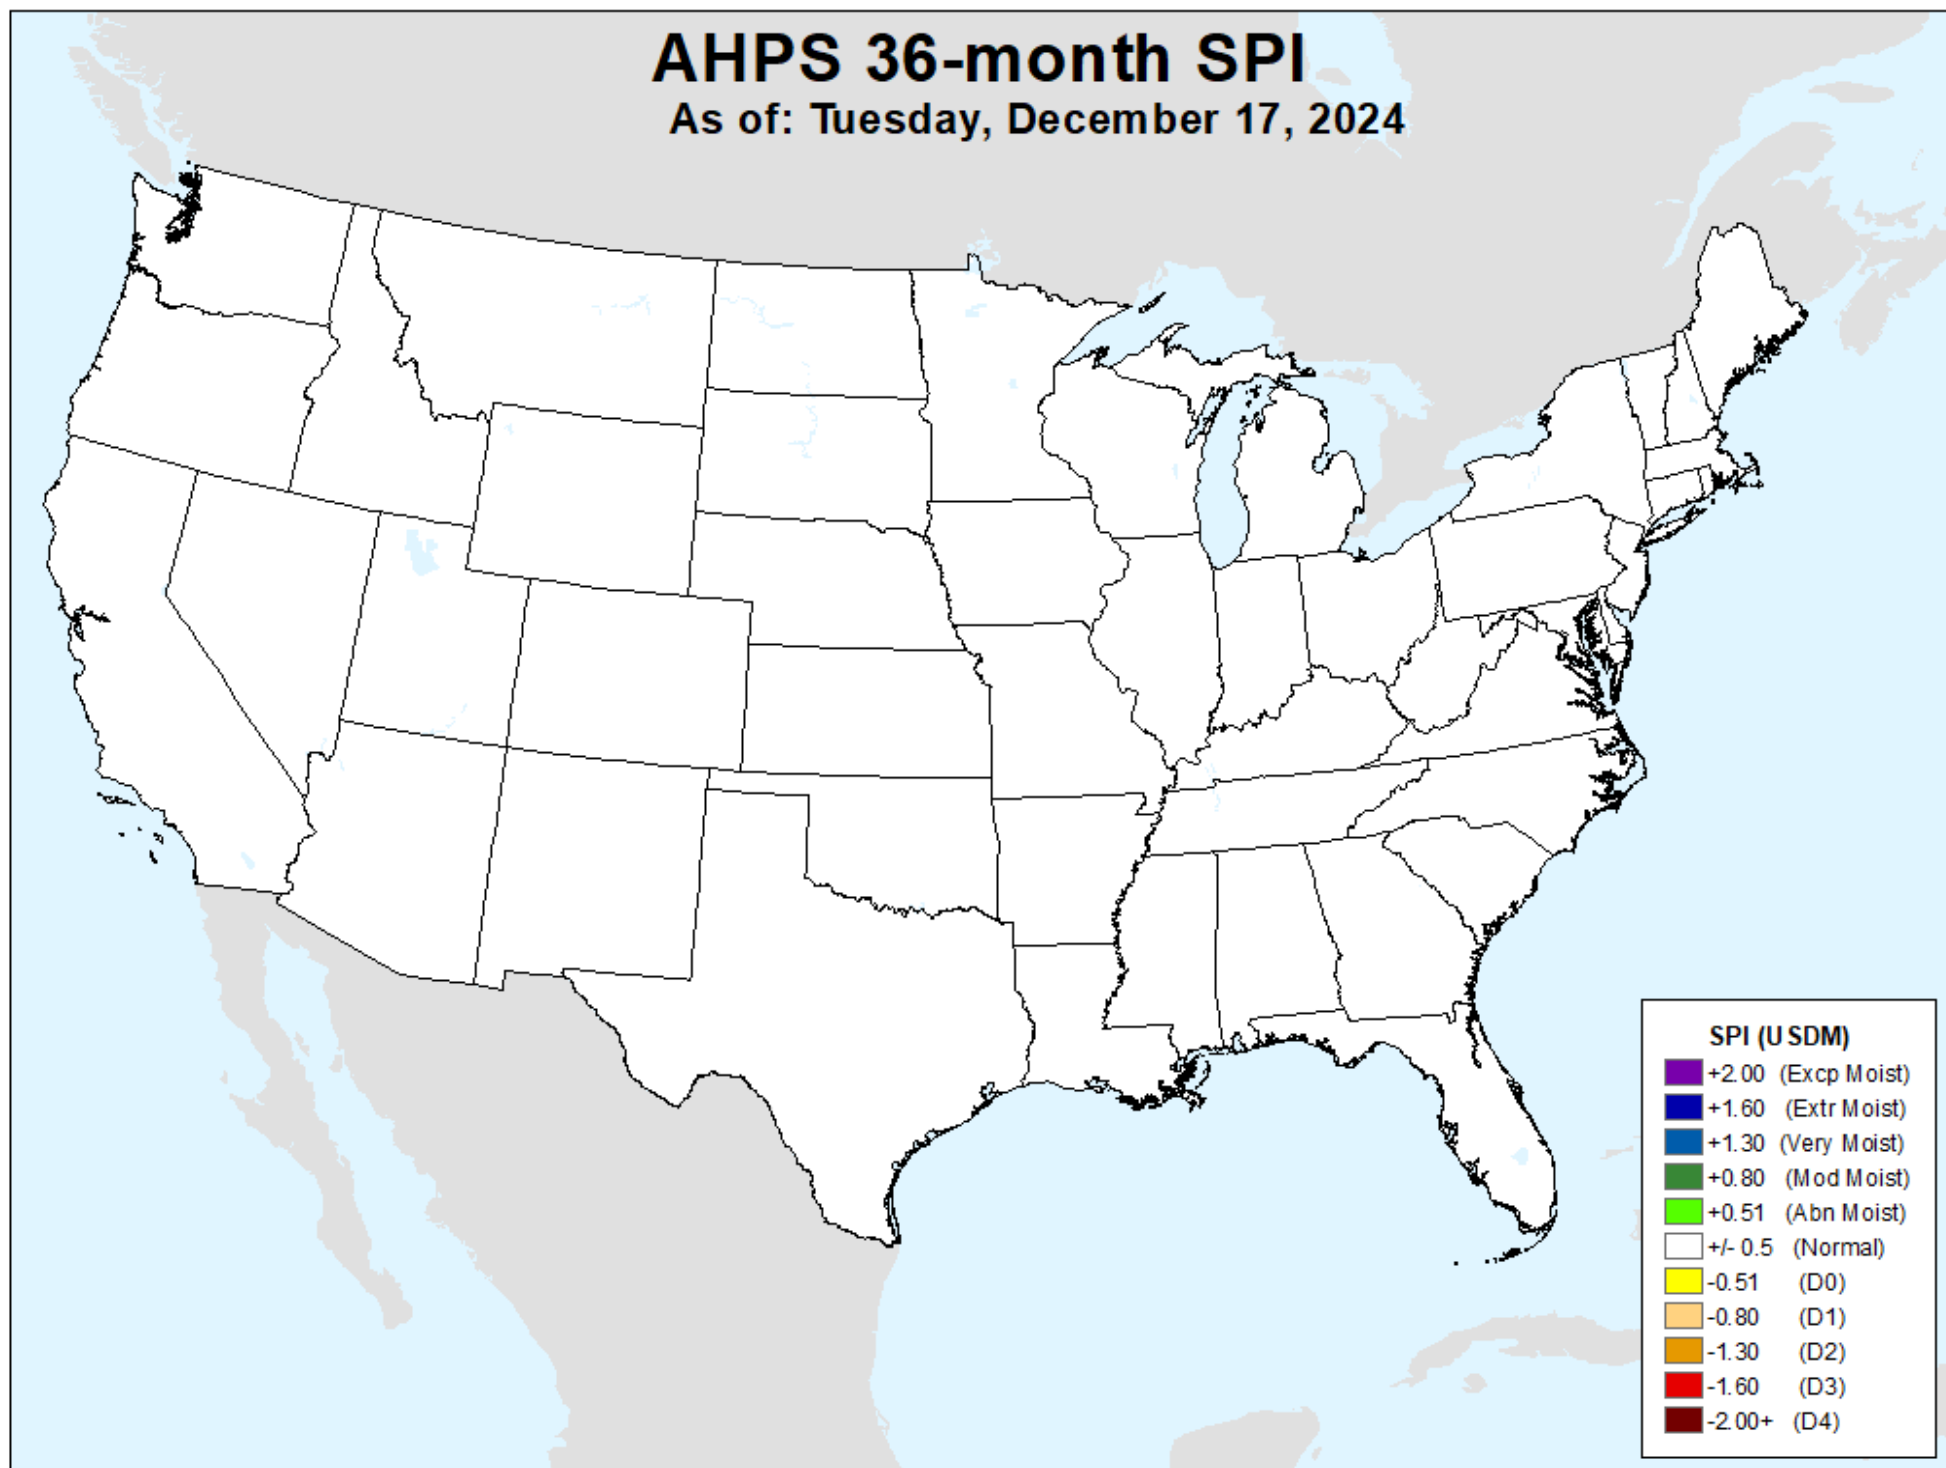 AHPS 36-month SPI
As of: Tuesday, December 17, 2024
SPI (USDM)
+2.00 (Excp Moist)
+1.60 (Extr Moist)
+1.30 (Very Moist)
+0.80 (Mod Moist)
+0.51 (Abn Moist)
+/- 0.5 (Normal)
-0.51 (D0)
-0.80 (D1)
-1.30 (D2)
-1.60 (D3)
-2.00+ (D4)